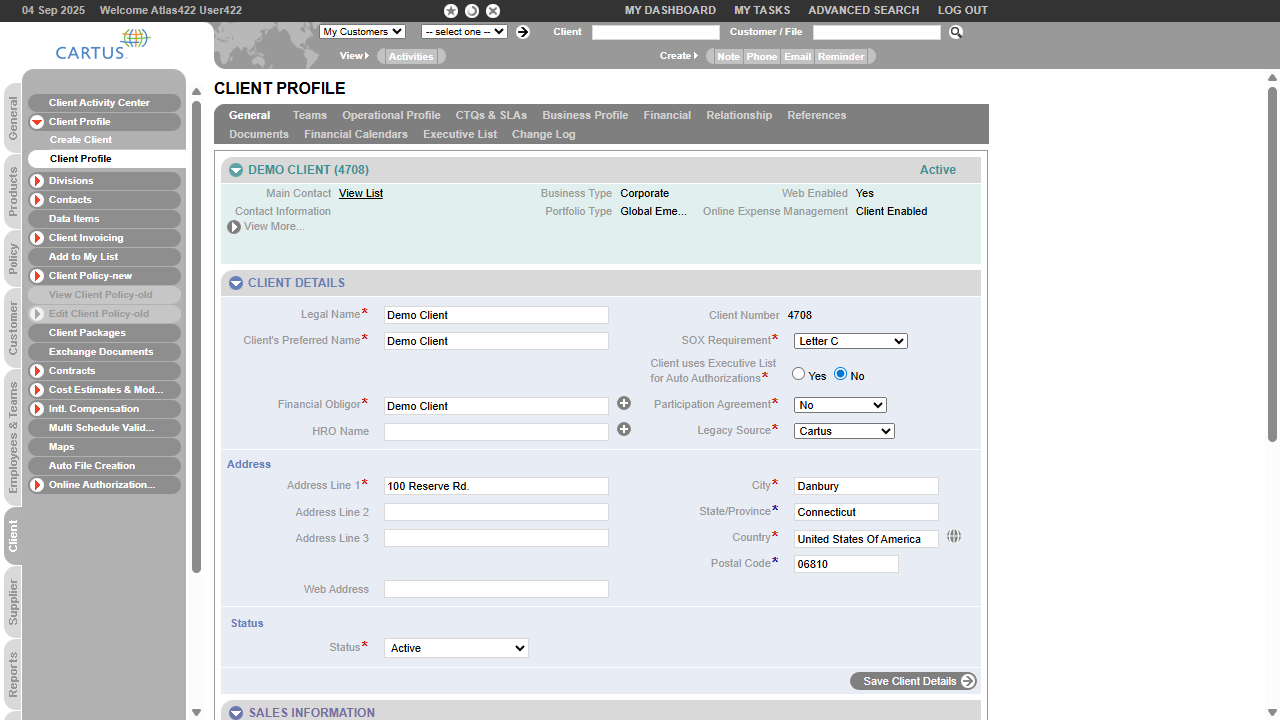 04 Sep 2025 Welcome Atlas422 User422 MY DASHBOARD MY TASKS ADVANCED SEARCH LOG OUT
CARTUS
My Customers -- select one -- Client Customer / File
View Activities Create Note Phone Email Reminder
CLIENT PROFILE
General Teams Operational Profile CTQs & SLAs Business Profile Financial Relationship References
Documents Financial Calendars Executive List Change Log
General
Products
Policy
Customer
Employees & Teams
Client
Supplier
Reports
Client Activity Center
Client Profile
Create Client
Client Profile
Divisions
Contacts
Data Items
Client Invoicing
Add to My List
Client Policy-new
View Client Policy-old
Edit Client Policy-old
Client Packages
Exchange Documents
Contracts
Cost Estimates & Mod...
Intl. Compensation
Multi Schedule Valid...
Maps
Auto File Creation
Online Authorization...
DEMO CLIENT (4708) Active
Main Contact View List Business Type Corporate Web Enabled Yes
Contact Information Portfolio Type Global Eme... Online Expense Management Client Enabled
View More...
CLIENT DETAILS
Legal Name* Demo Client Client Number 4708
Client's Preferred Name* Demo Client SOX Requirement* Letter C
Client uses Executive List
for Auto Authorizations* Yes No
Financial Obligor* Demo Client Participation Agreement* No
HRO Name Legacy Source* Cartus
Address
Address Line 1* 100 Reserve Rd. City* Danbury
Address Line 2 State/Province* Connecticut
Address Line 3 Country* United States Of America
Postal Code* 06810
Web Address
Status
Status* Active
Save Client Details
SALES INFORMATION